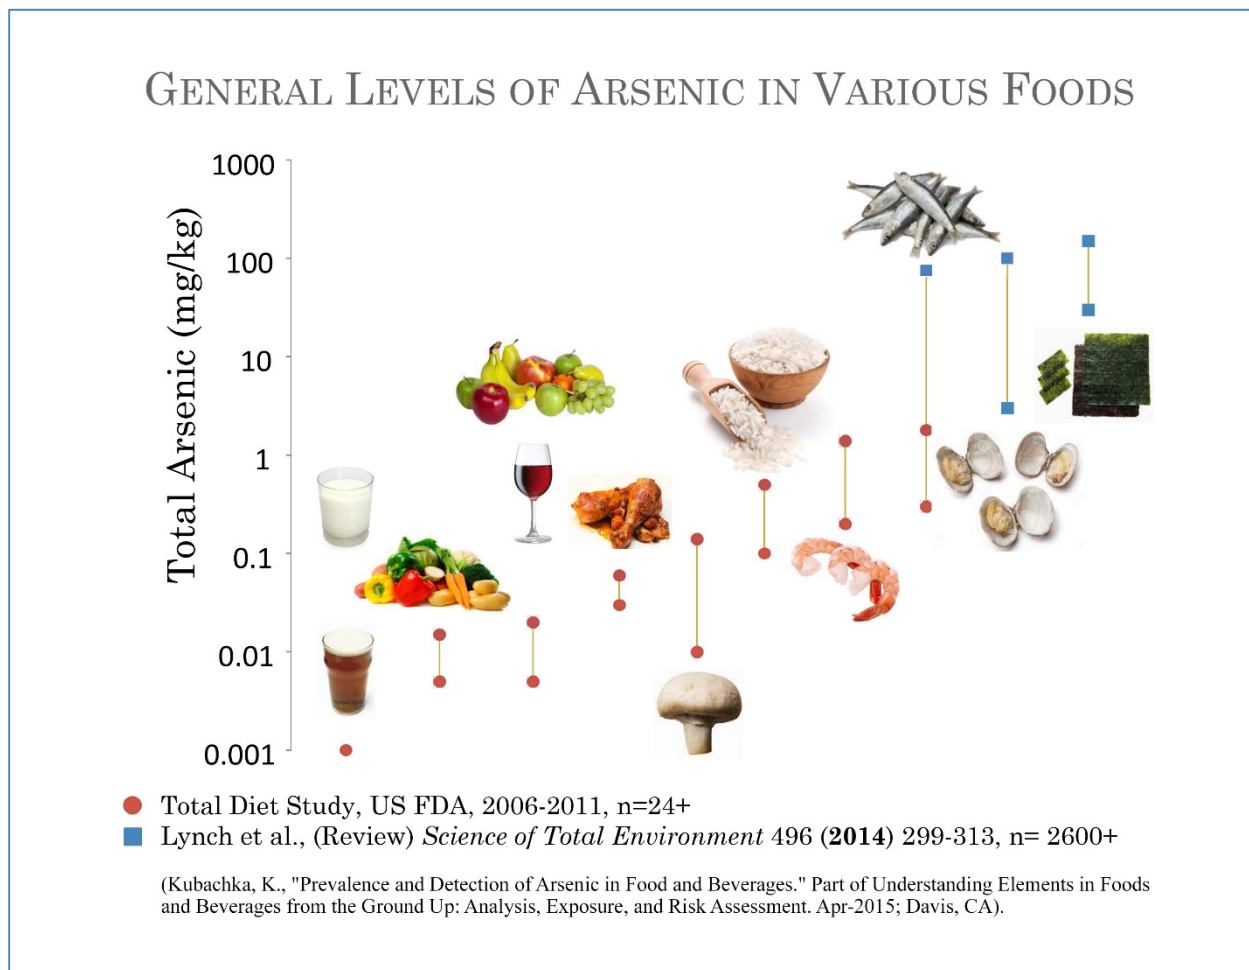 GENERAL LEVELS OF ARSENIC IN VARIOUS FOODS
Total Arsenic (mg/kg)
1000
100
10
1
0.1
0.01
0.001
Total Diet Study, US FDA, 2006-2011, n=24+
Lynch et al., (Review) Science of Total Environment 496 (2014) 299-313, n= 2600+
(Kubachka, K., "Prevalence and Detection of Arsenic in Food and Beverages." Part of Understanding Elements in Foods
and Beverages from the Ground Up: Analysis, Exposure, and Risk Assessment. Apr-2015; Davis, CA).